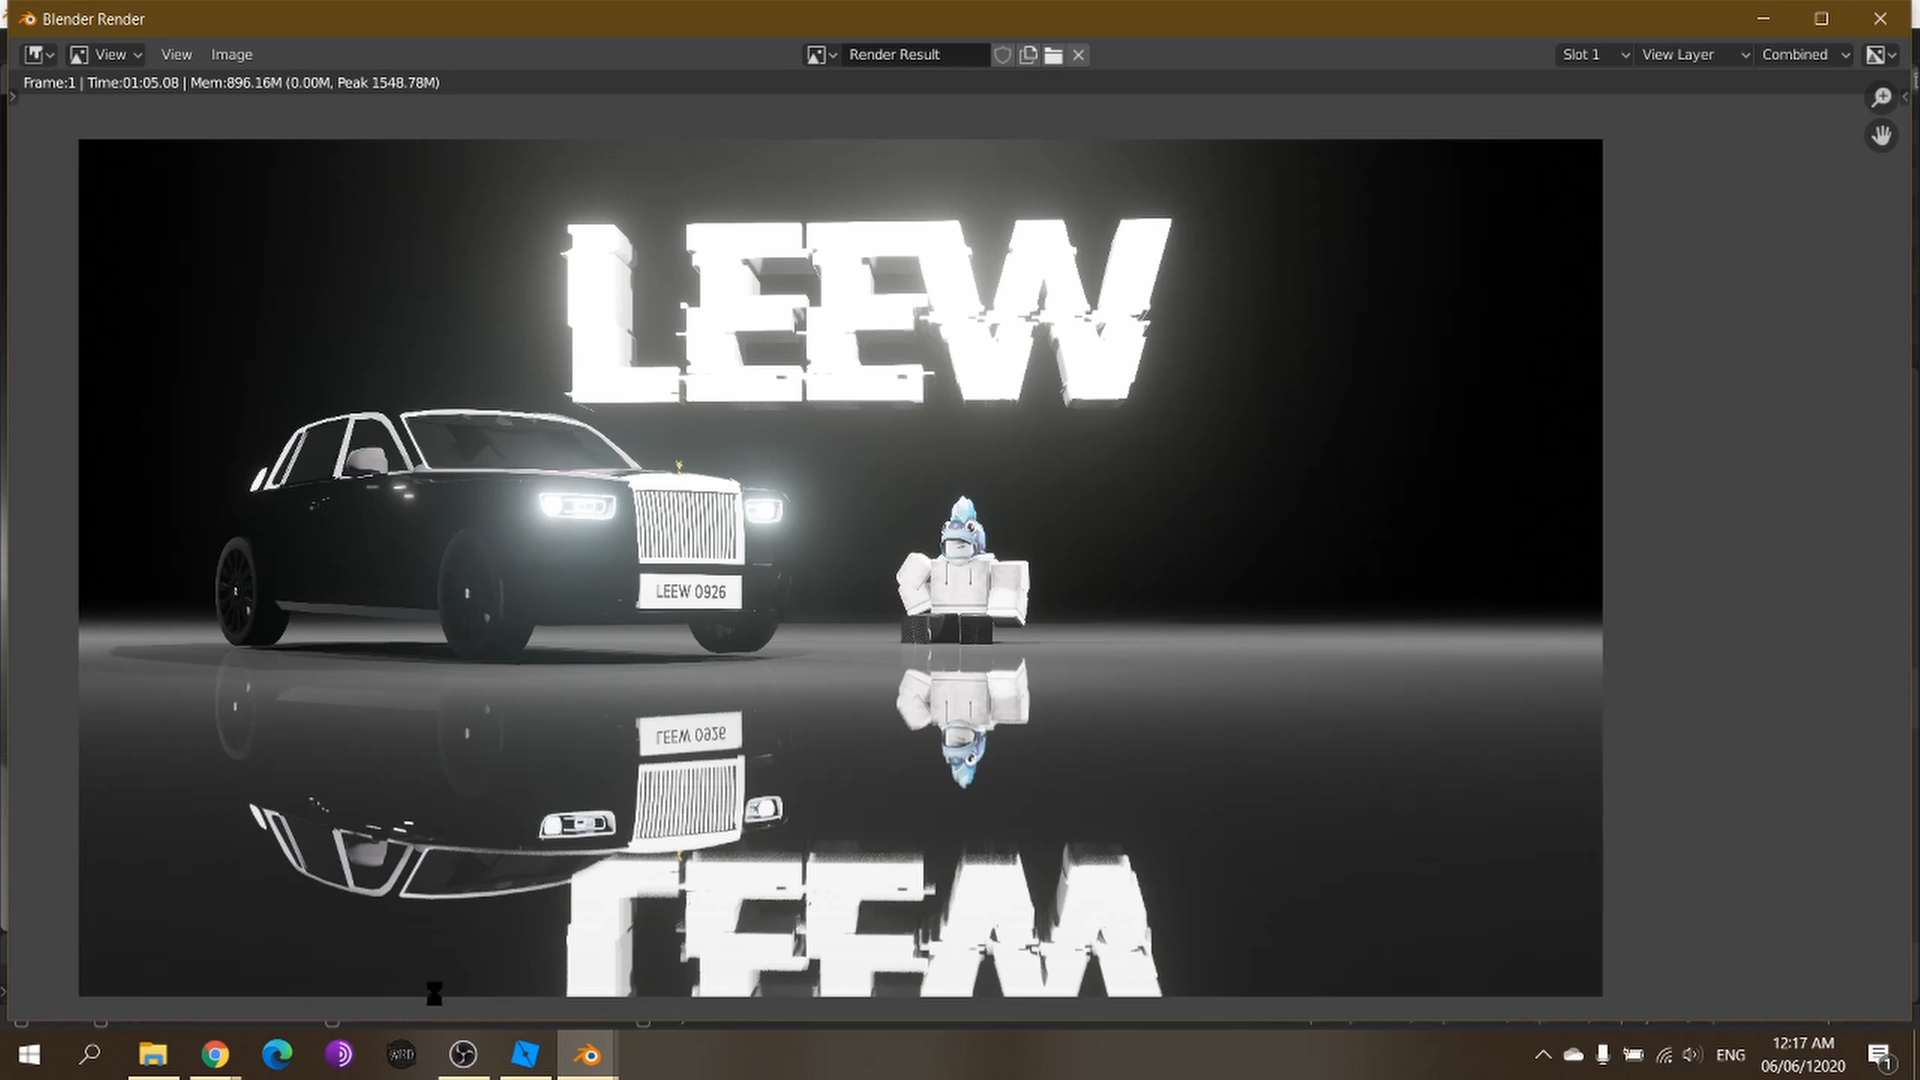 Blender Render
View View Image Render Result Slot 1 View Layer Combined
Frame:1 | Time:01:05.08 | Mem:896.16M (0.00M, Peak 1548.78M)
LEEW
LEEW 0926
LEEW 0926
LEEW
ENG
12:17 AM
06/06/2020
1